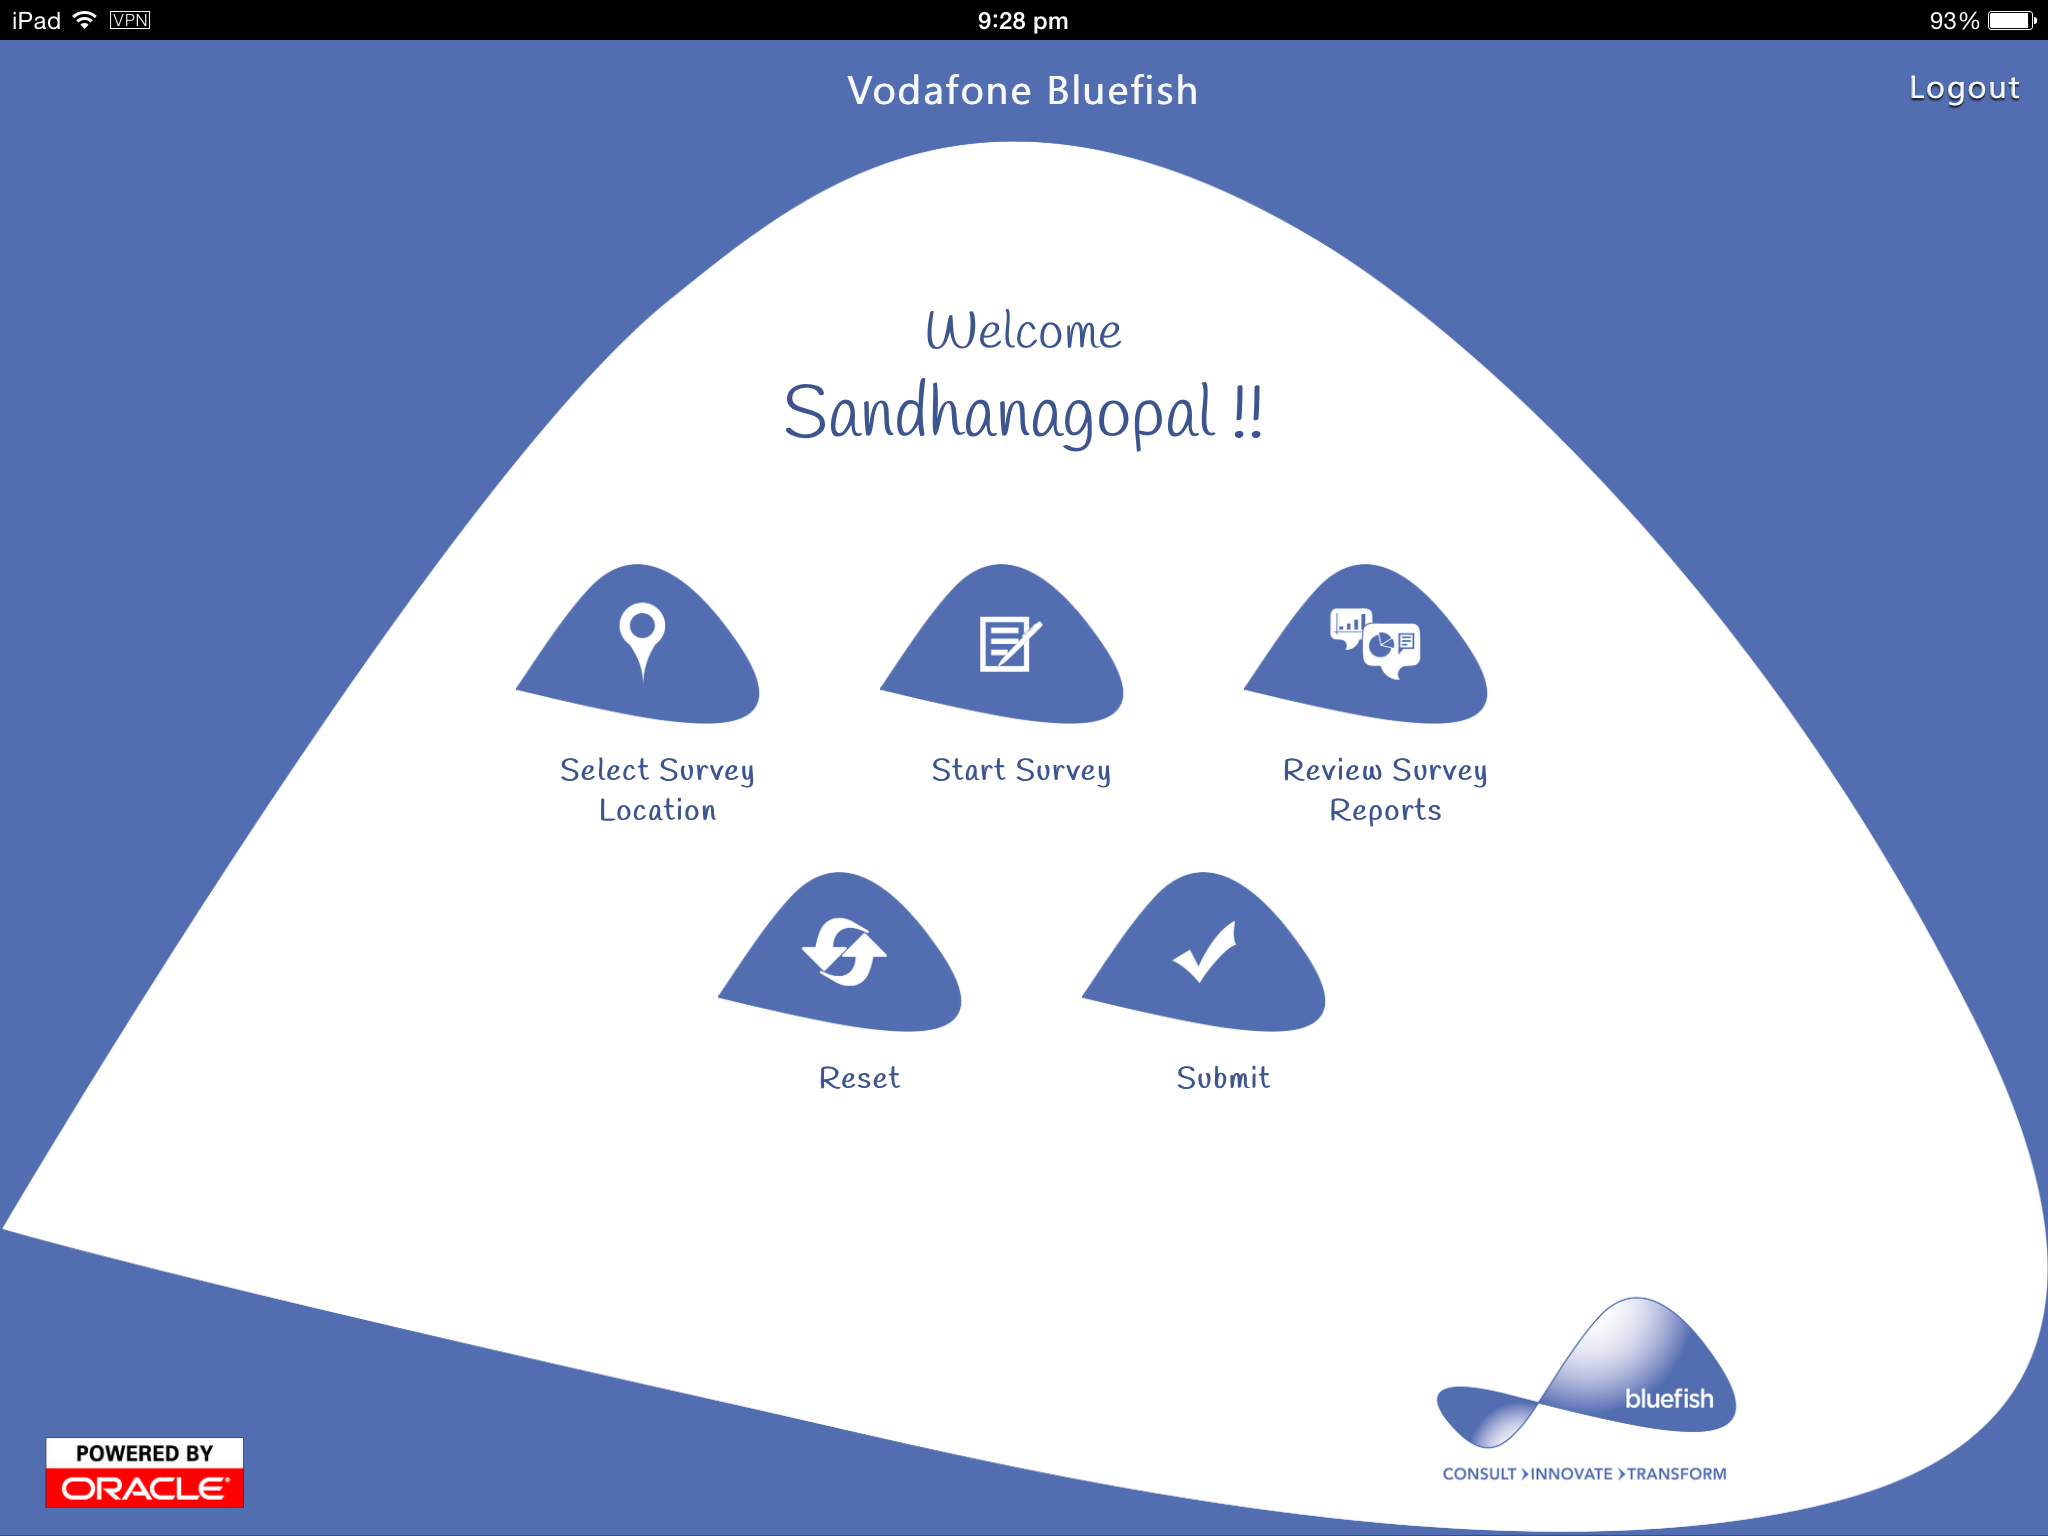 iPad VPN 9:28 pm 93%
Vodafone Bluefish Logout
Welcome
Sandhanagopal !!
Select Survey
Location
Start Survey
Review Survey
Reports
Reset
Submit
bluefish
CONSULT >INNOVATE >TRANSFORM
POWERED BY
ORACLE®